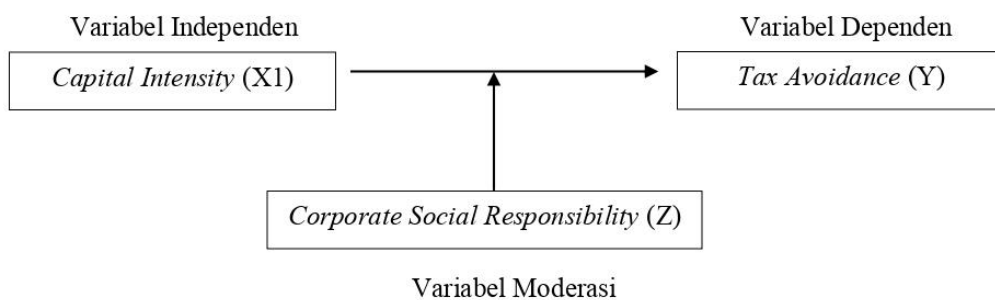 Variabel Independen
Variabel Dependen
Capital Intensity (X1)
Tax Avoidance (Y)
Corporate Social Responsibility (Z)
Variabel Moderasi